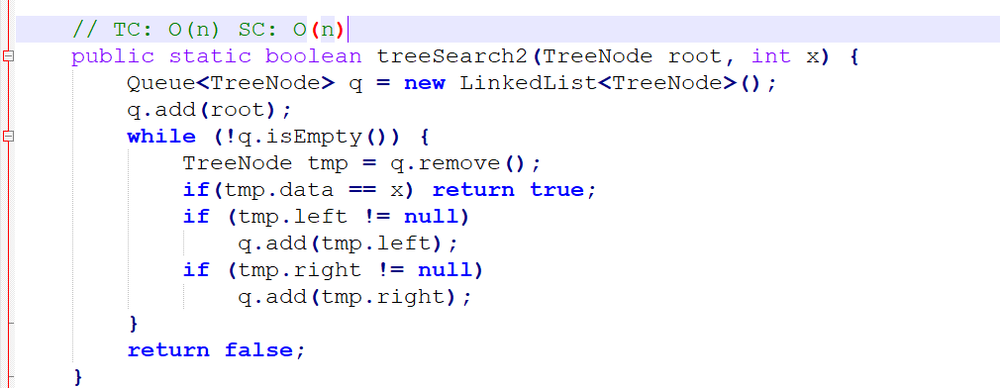 // TC: O(n) SC: O(n)
public static boolean treeSearch2(TreeNode root, int x) {
    Queue<TreeNode> q = new LinkedList<TreeNode>();
    q.add(root);
    while (!q.isEmpty()) {
        TreeNode tmp = q.remove();
        if(tmp.data == x) return true;
        if (tmp.left != null)
            q.add(tmp.left);
        if (tmp.right != null)
            q.add(tmp.right);
    }
    return false;
}